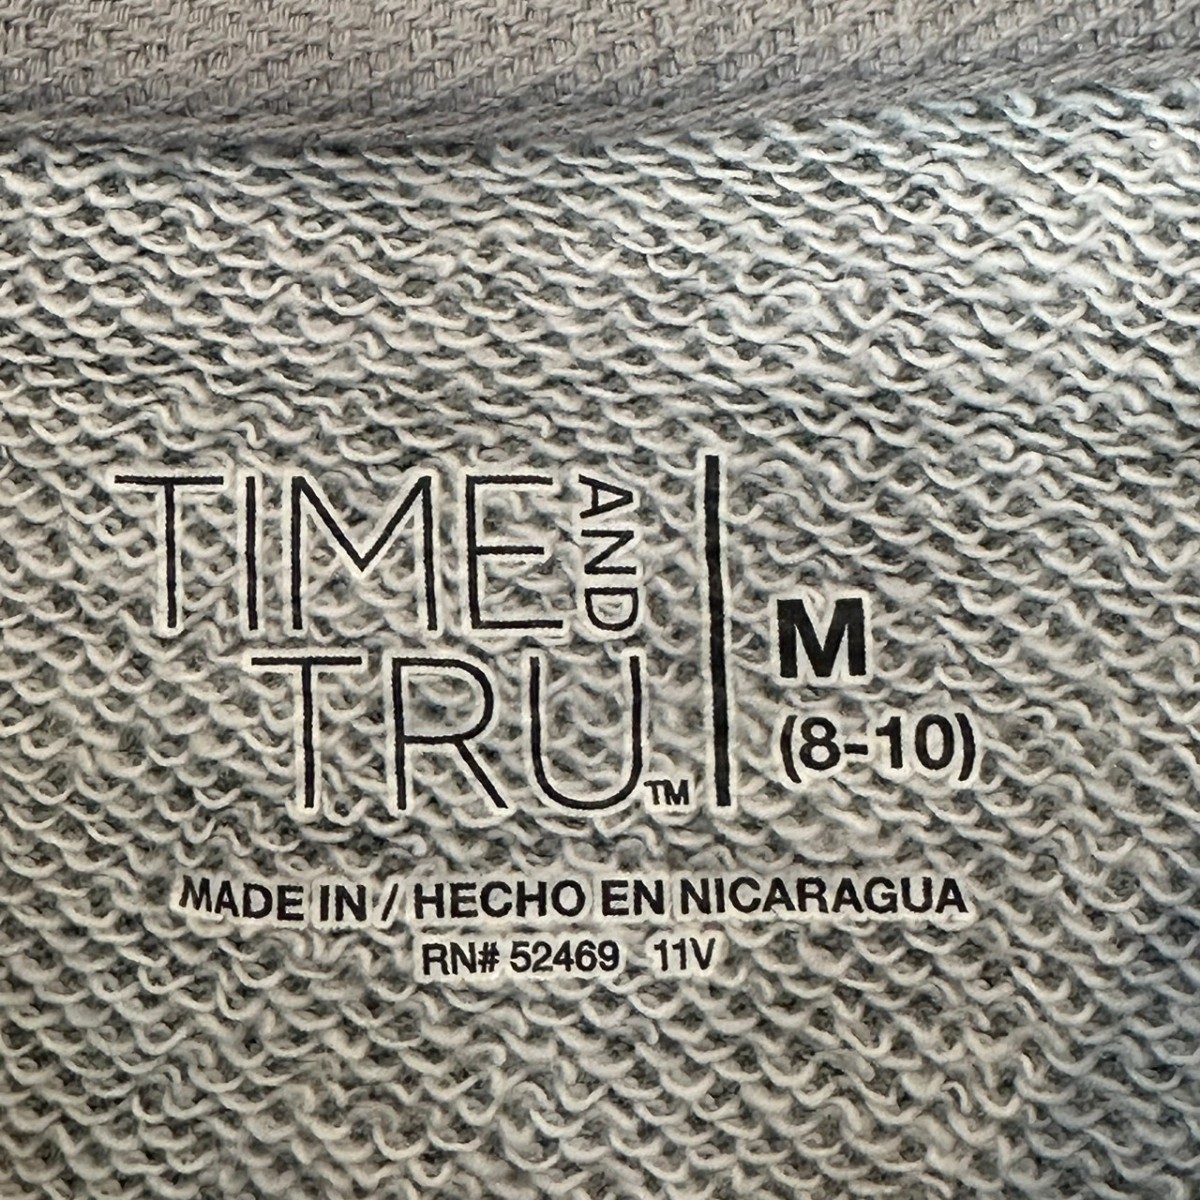 TIME AND
TRU™
M
(8-10)
MADE IN / HECHO EN NICARAGUA
RN# 52469 11V